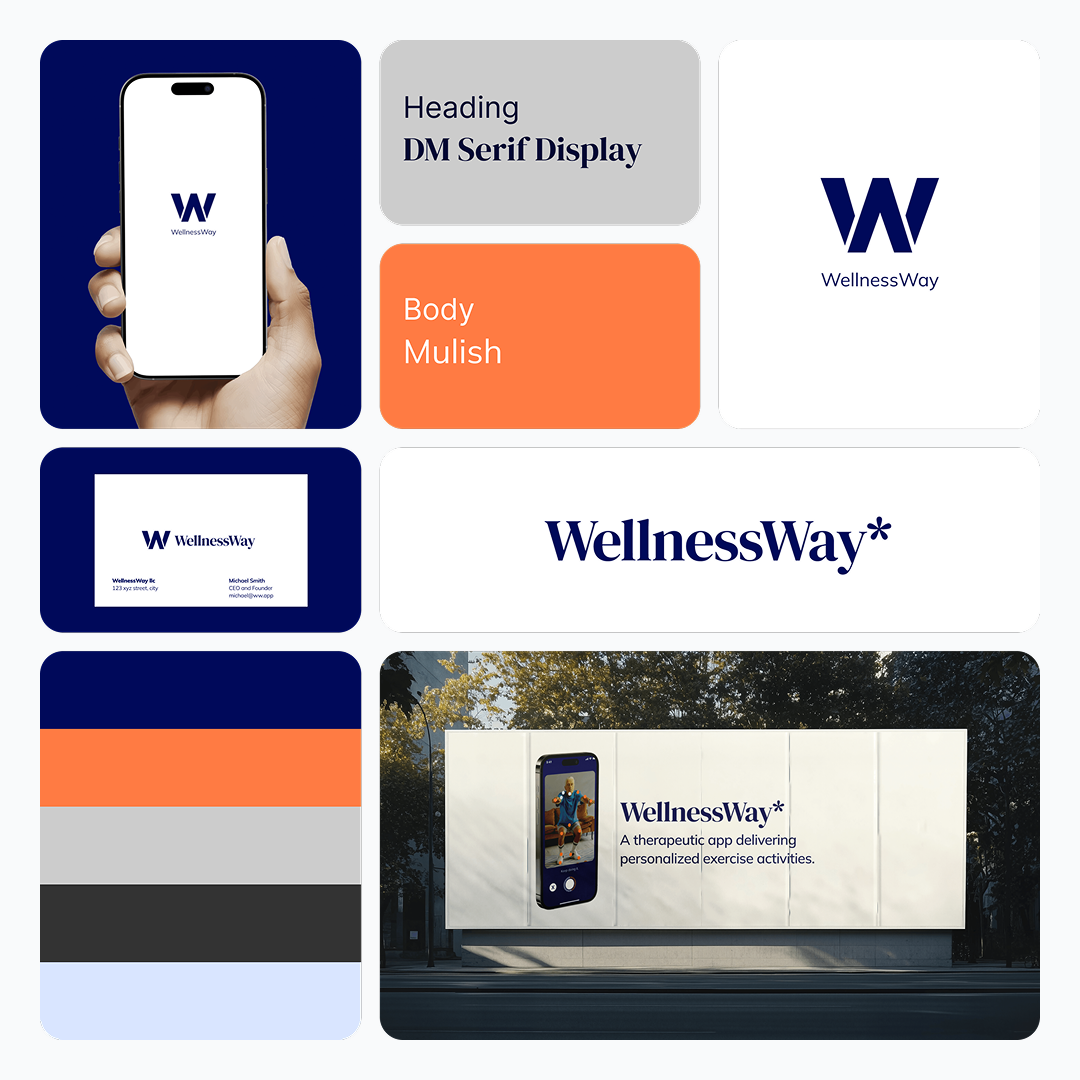 WellnessWay
Heading
DM Serif Display
Body
Mulish
WellnessWay
WellnessWay
WellnessWay llc
123 xyz street, city
Michael Smith
CEO and Founder
michael@ww.app
WellnessWay*
WellnessWay*
A therapeutic app delivering
personalized exercise activities.